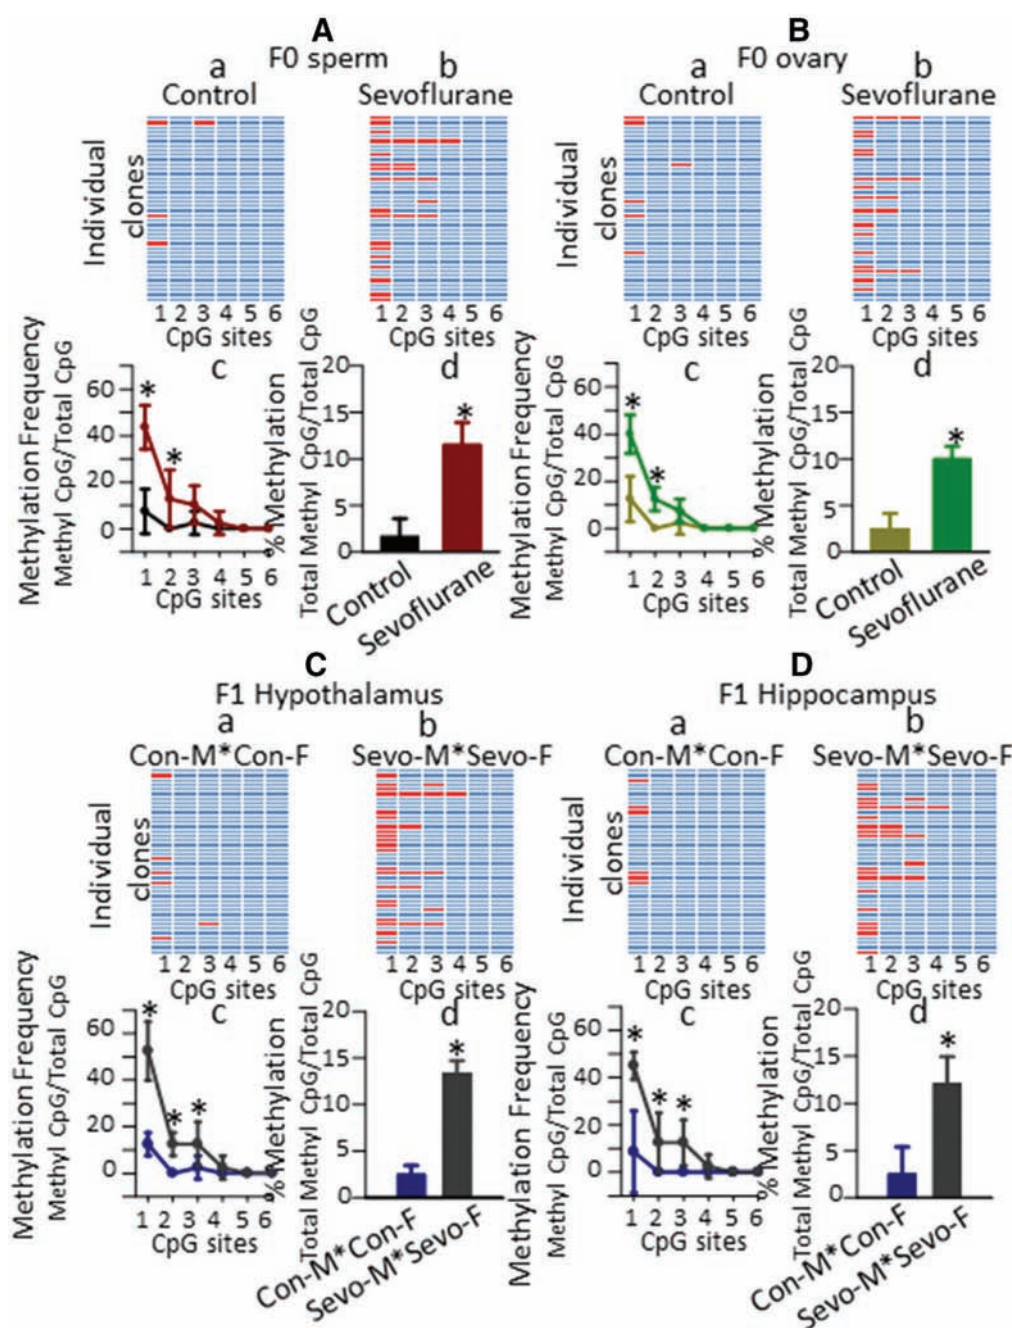 A
F0 sperm
a
Control
b
Sevoflurane
Individual
clones
1 2 3 4 5 6
CpG sites
1 2 3 4 5 6
Methylation Frequency
Methyl CpG/Total CpG
c
60
40
20
0
*
*
1 2 3 4 5 6
CpG sites
% Methylation
Total Methyl CpG/Total CpG
d
20
15
10
5
0
*
Control
Sevoflurane
B
F0 ovary
a
Control
b
Sevoflurane
Individual
clones
1 2 3 4 5 6
CpG sites
1 2 3 4 5 6
Methylation Frequency
Methyl CpG/Total CpG
c
60
40
20
0
*
*
1 2 3 4 5 6
CpG sites
% Methylation
Total Methyl CpG/Total CpG
d
20
15
10
5
0
*
Control
Sevoflurane
C
F1 Hypothalamus
a
Con-M*Con-F
b
Sevo-M*Sevo-F
Individual
clones
1 2 3 4 5 6
CpG sites
1 2 3 4 5 6
Methylation Frequency
Methyl CpG/Total CpG
c
60
40
20
0
*
*
*
1 2 3 4 5 6
CpG sites
% Methylation
Total Methyl CpG/Total CpG
d
20
15
10
5
0
*
Con-M*Con-F
Sevo-M*Sevo-F
D
F1 Hippocampus
a
Con-M*Con-F
b
Sevo-M*Sevo-F
Individual
clones
1 2 3 4 5 6
CpG sites
1 2 3 4 5 6
Methylation Frequency
Methyl CpG/Total CpG
c
60
40
20
0
*
*
*
1 2 3 4 5 6
CpG sites
% Methylation
Total Methyl CpG/Total CpG
d
20
15
10
5
0
*
Con-M*Con-F
Sevo-M*Sevo-F